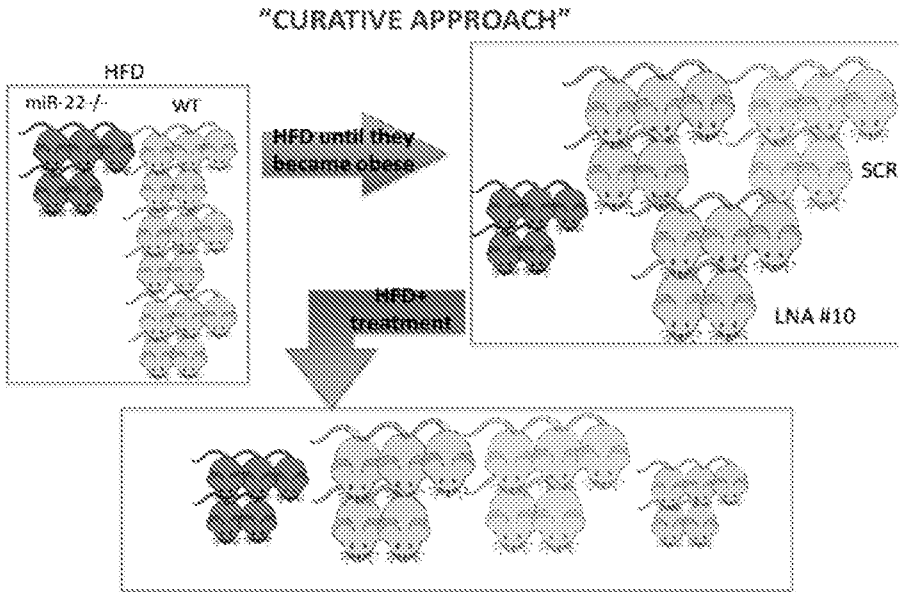 "CURATIVE APPROACH"
HFD
miR-22-/-
WT
HFD until they
became obese
SCR
LNA #10
HFD+
treatment